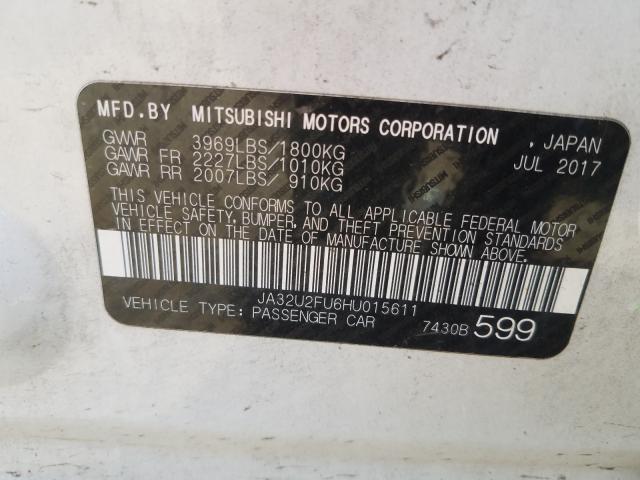 MFD.BY MITSUBISHI MOTORS CORPORATION , JAPAN
GVWR 3969LBS/1800KG JUL 2017
GAWR FR 2227LBS/1010KG
GAWR RR 2007LBS/ 910KG
THIS VEHICLE CONFORMS TO ALL APPLICABLE FEDERAL MOTOR
VEHICLE SAFETY, BUMPER, AND THEFT PREVENTION STANDARDS
IN EFFECT ON THE DATE OF MANUFACTURE SHOWN ABOVE.
JA32U2FU6HU015611
VEHICLE TYPE: PASSENGER CAR 7430B 599